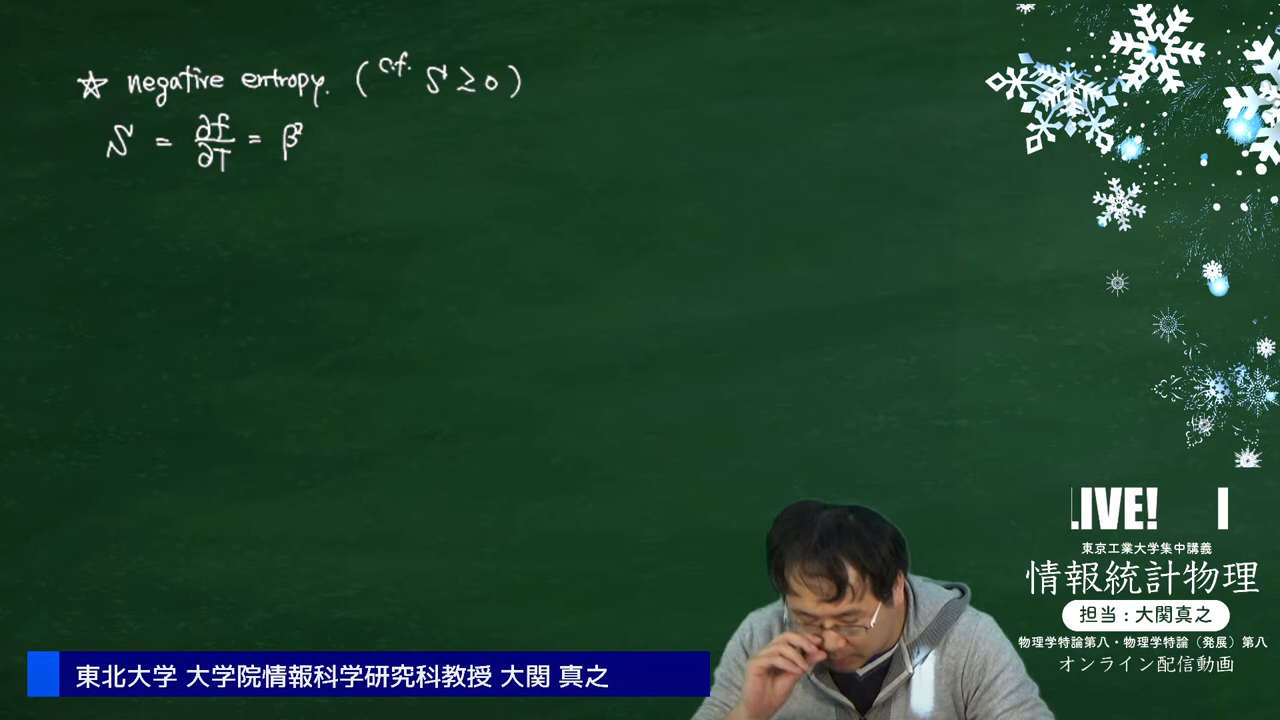 ☆ negative entropy. (c.f. S ≥ 0)
S = ∂f/∂T = β²
LIVE! I
東京工業大学集中講義
情報統計物理
担当：大関真之
物理学特論第八・物理学特論（発展）第八
オンライン配信動画
東北大学 大学院情報科学研究科教授 大関 真之